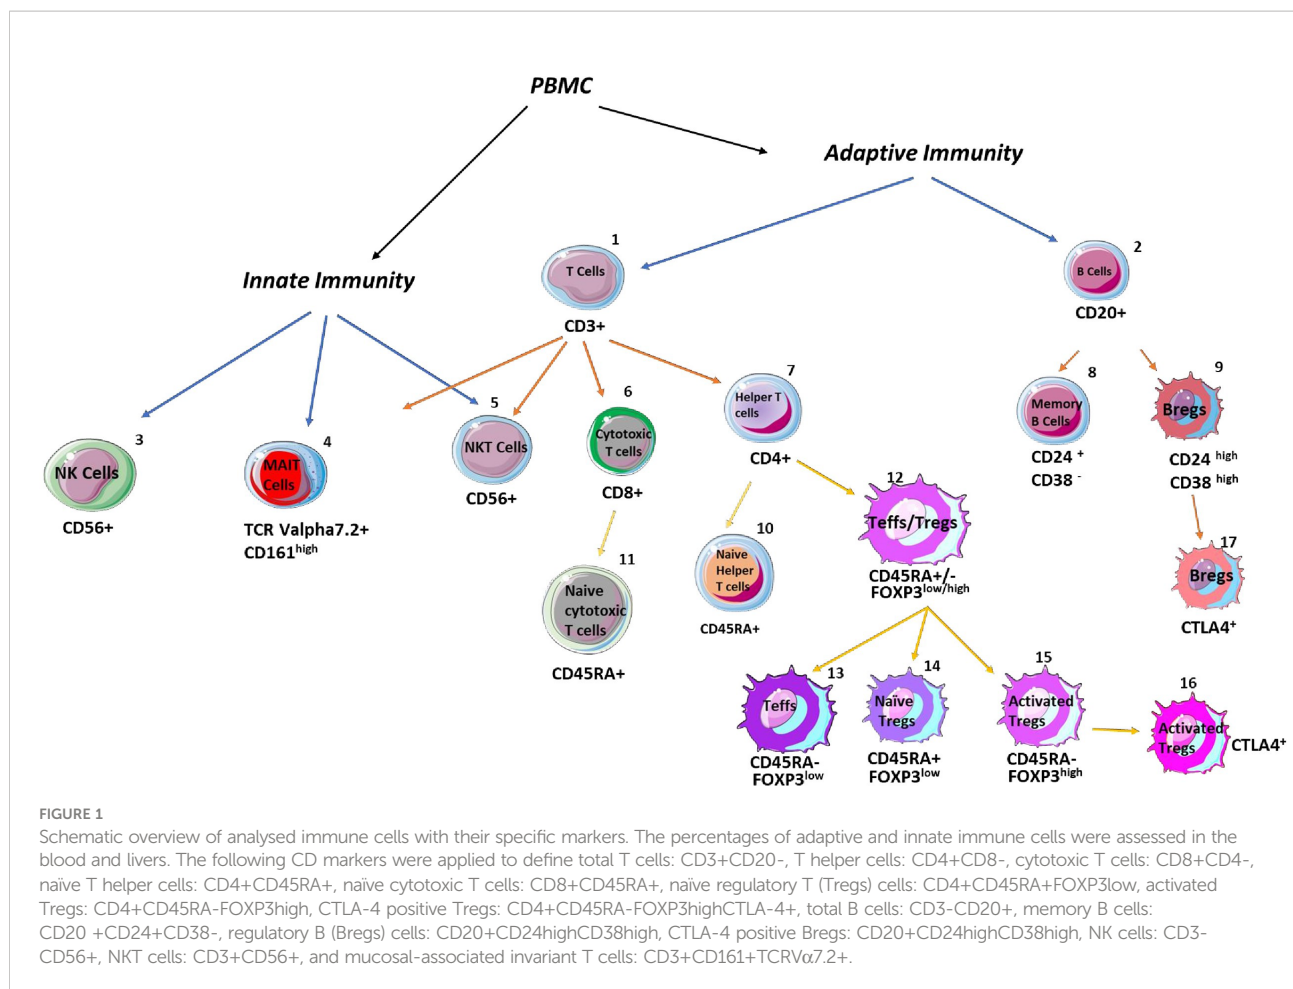 PBMC
Adaptive Immunity
Innate Immunity
1
T Cells
CD3+
2
B Cells
CD20+
3
NK Cells
CD56+
4
MAIT
Cells
TCR Valpha7.2+
CD161high
5
NKT Cells
CD56+
6
Cytotoxic
T cells
CD8+
7
Helper T
cells
CD4+
8
Memory
B Cells
CD24 +
CD38 -
9
Bregs
CD24 high
CD38 high
10
Naive
Helper
T cells
CD45RA+
11
Naive
cytotoxic
T cells
CD45RA+
12
Teffs/Tregs
CD45RA+/-
FOXP3low/high
17
Bregs
CTLA4+
13
Teffs
CD45RA-
FOXP3low
14
Naïve
Tregs
CD45RA+
FOXP3low
15
Activated
Tregs
CD45RA-
FOXP3high
16
Activated
Tregs
CTLA4+
FIGURE 1
Schematic overview of analysed immune cells with their specific markers. The percentages of adaptive and innate immune cells were assessed in the
blood and livers. The following CD markers were applied to define total T cells: CD3+CD20-, T helper cells: CD4+CD8-, cytotoxic T cells: CD8+CD4-,
naïve T helper cells: CD4+CD45RA+, naïve cytotoxic T cells: CD8+CD45RA+, naïve regulatory T (Tregs) cells: CD4+CD45RA+FOXP3low, activated
Tregs: CD4+CD45RA-FOXP3high, CTLA-4 positive Tregs: CD4+CD45RA-FOXP3highCTLA-4+, total B cells: CD3-CD20+, memory B cells:
CD20 +CD24+CD38-, regulatory B (Bregs) cells: CD20+CD24highCD38high, CTLA-4 positive Bregs: CD20+CD24highCD38high, NK cells: CD3-
CD56+, NKT cells: CD3+CD56+, and mucosal-associated invariant T cells: CD3+CD161+TCRVα7.2+.